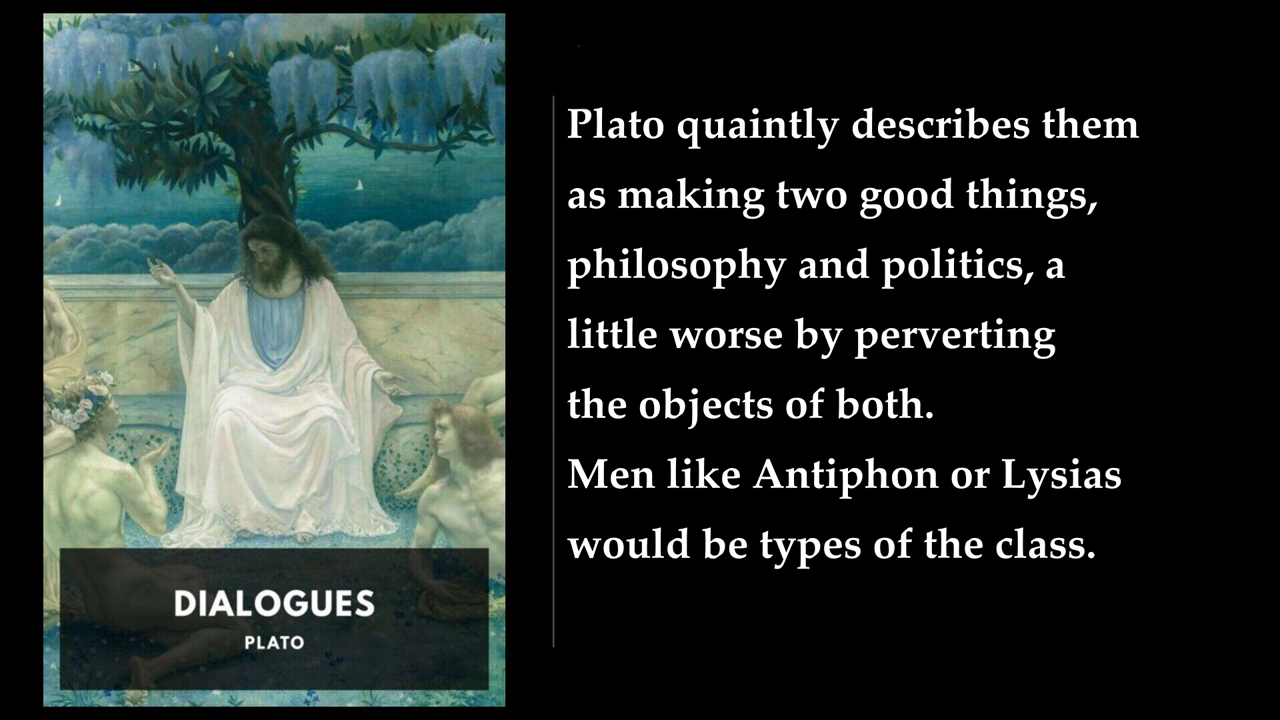 DIALOGUES
PLATO
Plato quaintly describes them
as making two good things,
philosophy and politics, a
little worse by perverting
the objects of both.
Men like Antiphon or Lysias
would be types of the class.